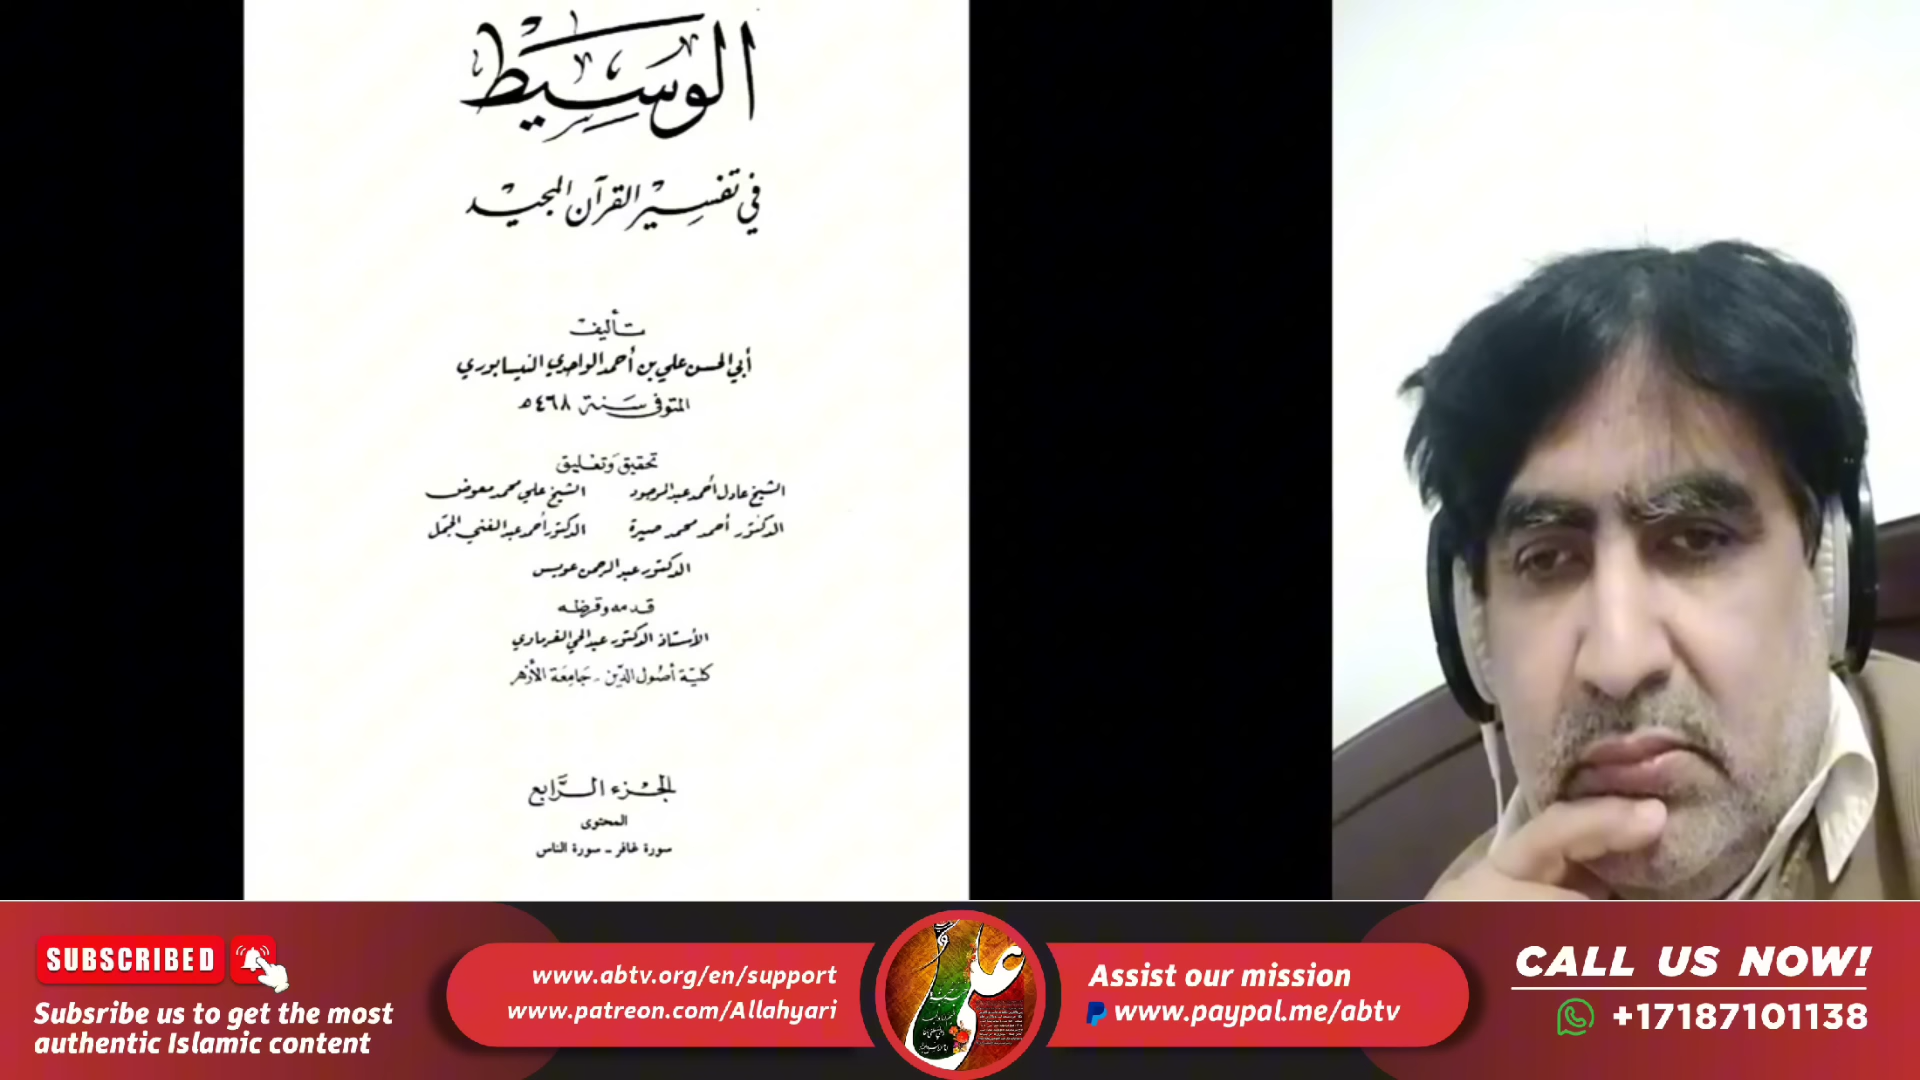 الوسيط
في تفسير القرآن المجيد
تأليف
أبي الحسن علي بن أحمد الواحدي النيسابوري
المتوفى سنة ٤٦٨ هـ
تحقيق وتعليق
الشيخ عادل أحمد عبد الموجود الشيخ علي محمد معوض
الدكتور أحمد محمد صيرة الدكتور أحمد عبد الغني الجمل
الدكتور عبد الرحمن عويس
قدمه وقرظه
الأستاذ الدكتور عبد الحي الفرماوي
كلية أصول الدين - جامعة الأزهر
الجزء الرابع
المحتوى
سورة غافر - سورة الناس
SUBSCRIBED
Subsribe us to get the most
authentic Islamic content
www.abtv.org/en/support
www.patreon.com/Allahyari
علي
Assist our mission
www.paypal.me/abtv
CALL US NOW!
+17187101138